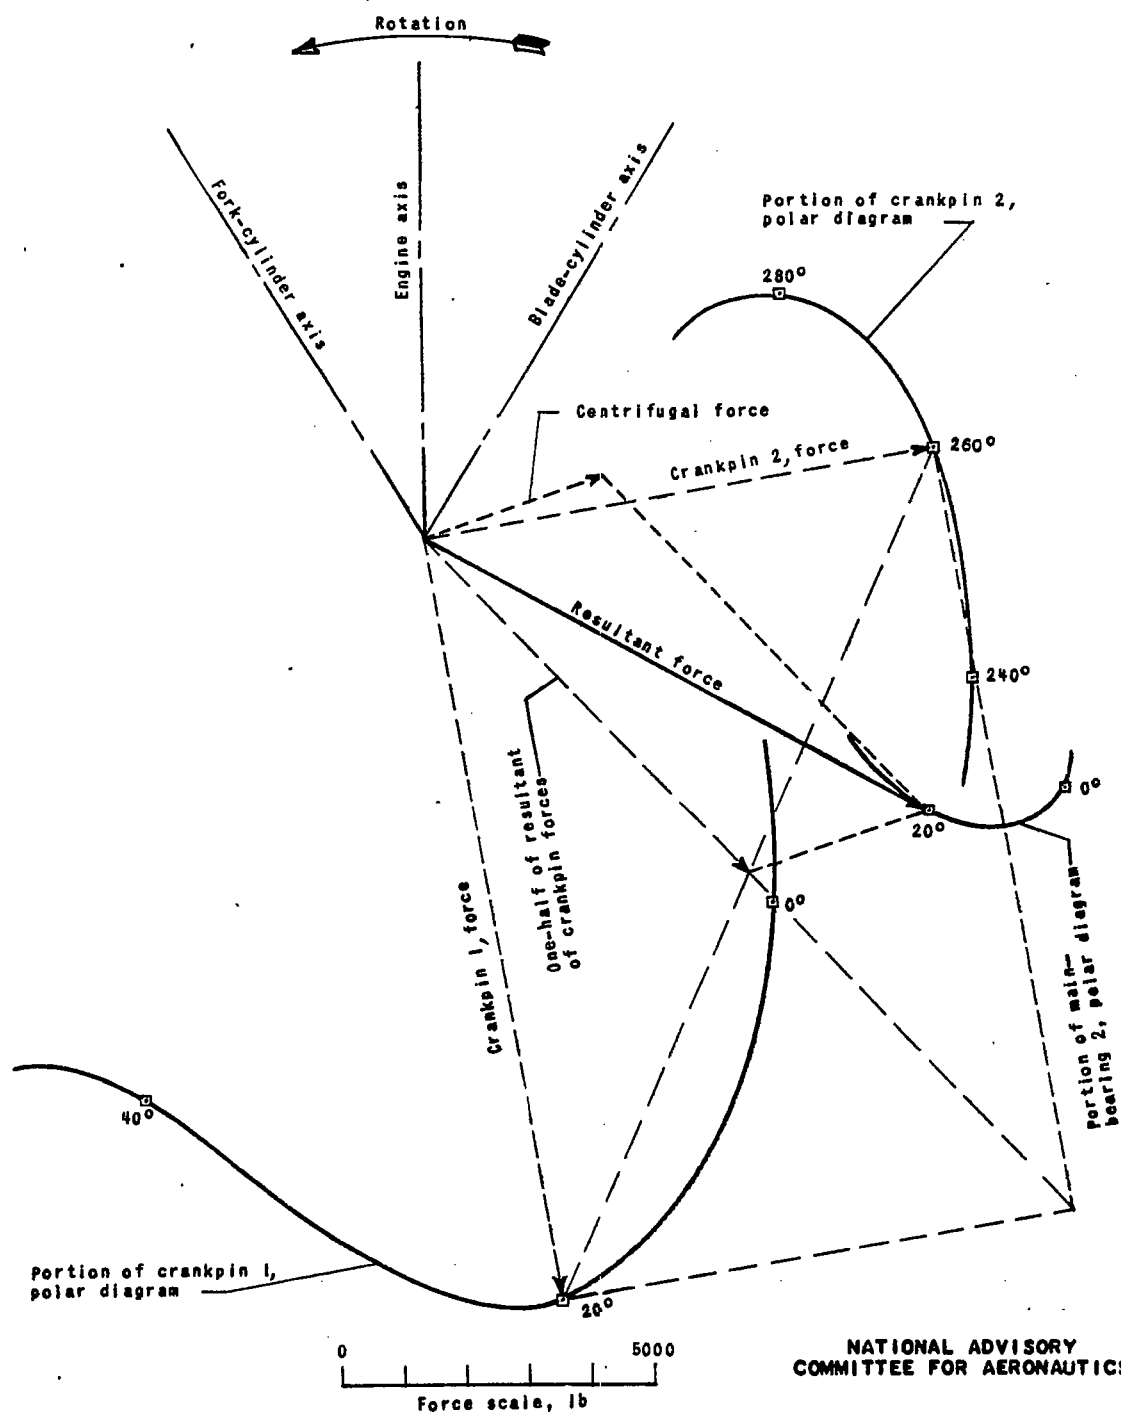 Rotation
Fork-cylinder axis
Engine axis
Blade-cylinder axis
Portion of crankpin 2,
polar diagram
280°
Centrifugal force
Crankpin 2, force
260°
Resultant force
240°
One-half of resultant
of crankpin forces
0°
20°
0°
Crankpin 1, force
Portion of main-
bearing 2, polar diagram
40°
Portion of crankpin 1,
polar diagram
20°
0 5000
Force scale, lb
NATIONAL ADVISORY
COMMITTEE FOR AERONAUTICS